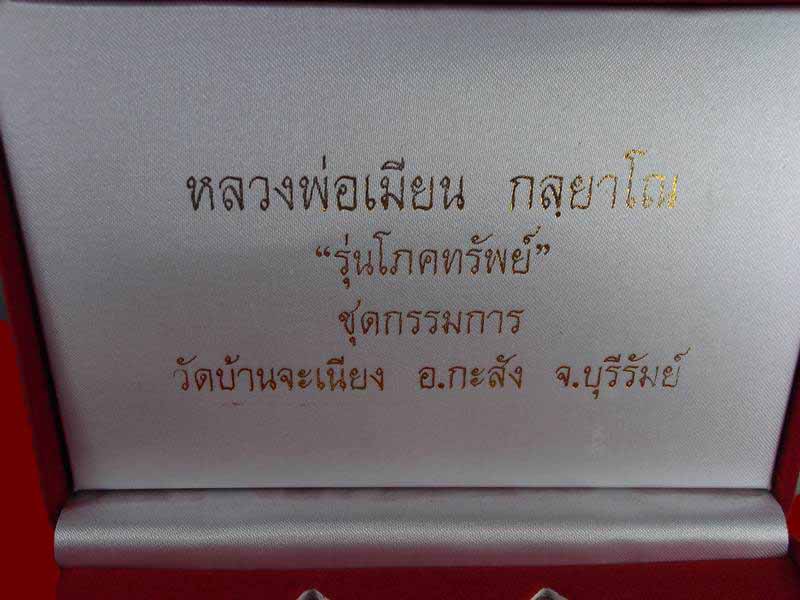 หลวงพ่อเมียน กลฺยาโณ
“รุ่นโภคทรัพย์”
ชุดกรรมการ
วัดบ้านจะเนียง อ.กะสัง จ.บุรีรัมย์